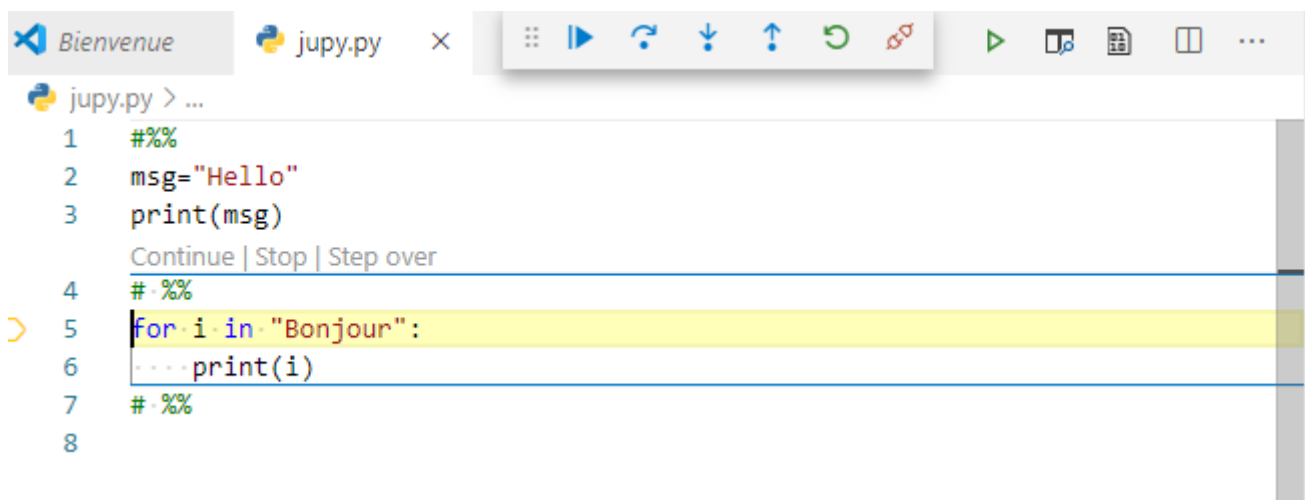 Bienvenue jupy.py
jupy.py > ...
1 #%%
2 msg="Hello"
3 print(msg)
Continue | Stop | Step over
4 # %%
5 for i in "Bonjour":
6     print(i)
7 # %%
8